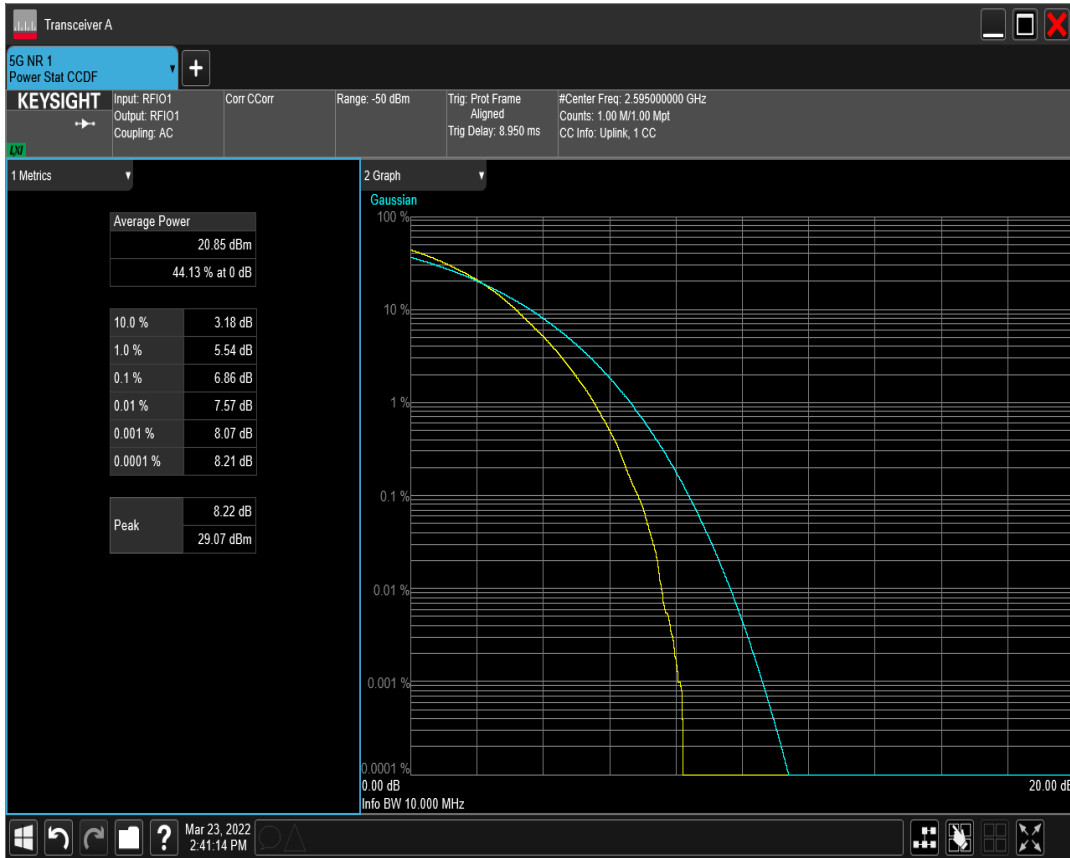 Transceiver A
5G NR 1
Power Stat CCDF
KEYSIGHT
LXI
Input: RFIO1
Output: RFIO1
Coupling: AC
Corr CCorr
Range: -50 dBm
Trig: Prot Frame
Aligned
Trig Delay: 8.950 ms
#Center Freq: 2.595000000 GHz
Counts: 1.00 M/1.00 Mpt
CC Info: Uplink, 1 CC
1 Metrics
Average Power
20.85 dBm
44.13 % at 0 dB
10.0 % 3.18 dB
1.0 % 5.54 dB
0.1 % 6.86 dB
0.01 % 7.57 dB
0.001 % 8.07 dB
0.0001 % 8.21 dB
Peak 8.22 dB
29.07 dBm
2 Graph
Gaussian
100 %
10 %
1 %
0.1 %
0.01 %
0.001 %
0.0001 %
0.00 dB 20.00 dB
Info BW 10.000 MHz
?
Mar 23, 2022
2:41:14 PM